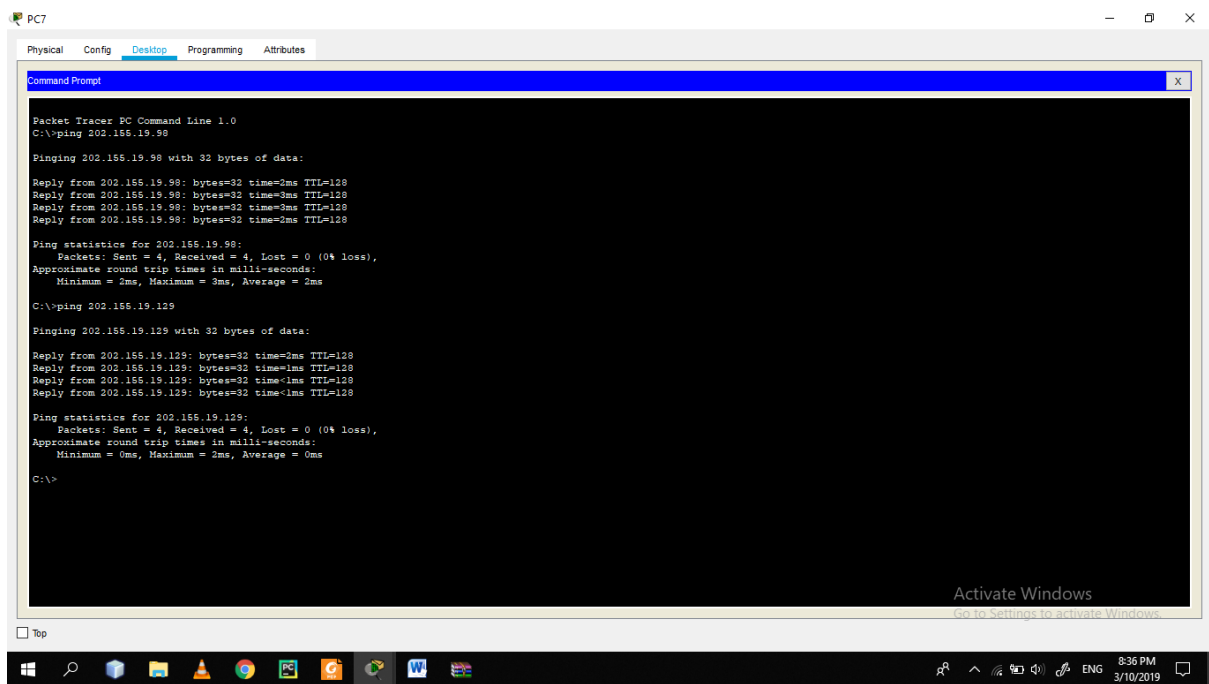 PC7
Physical Config Desktop Programming Attributes
Command Prompt
X
Packet Tracer PC Command Line 1.0
C:\>ping 202.155.19.98
Pinging 202.155.19.98 with 32 bytes of data:
Reply from 202.155.19.98: bytes=32 time=2ms TTL=128
Reply from 202.155.19.98: bytes=32 time=3ms TTL=128
Reply from 202.155.19.98: bytes=32 time=3ms TTL=128
Reply from 202.155.19.98: bytes=32 time=2ms TTL=128
Ping statistics for 202.155.19.98:
Packets: Sent = 4, Received = 4, Lost = 0 (0% loss),
Approximate round trip times in milli-seconds:
Minimum = 2ms, Maximum = 3ms, Average = 2ms
C:\>ping 202.155.19.129
Pinging 202.155.19.129 with 32 bytes of data:
Reply from 202.155.19.129: bytes=32 time=2ms TTL=128
Reply from 202.155.19.129: bytes=32 time=1ms TTL=128
Reply from 202.155.19.129: bytes=32 time<1ms TTL=128
Reply from 202.155.19.129: bytes=32 time<1ms TTL=128
Ping statistics for 202.155.19.129:
Packets: Sent = 4, Received = 4, Lost = 0 (0% loss),
Approximate round trip times in milli-seconds:
Minimum = 0ms, Maximum = 2ms, Average = 0ms
C:\>
Activate Windows
Go to Settings to activate Windows.
Top
PC
W
ENG
8:36 PM
3/10/2019